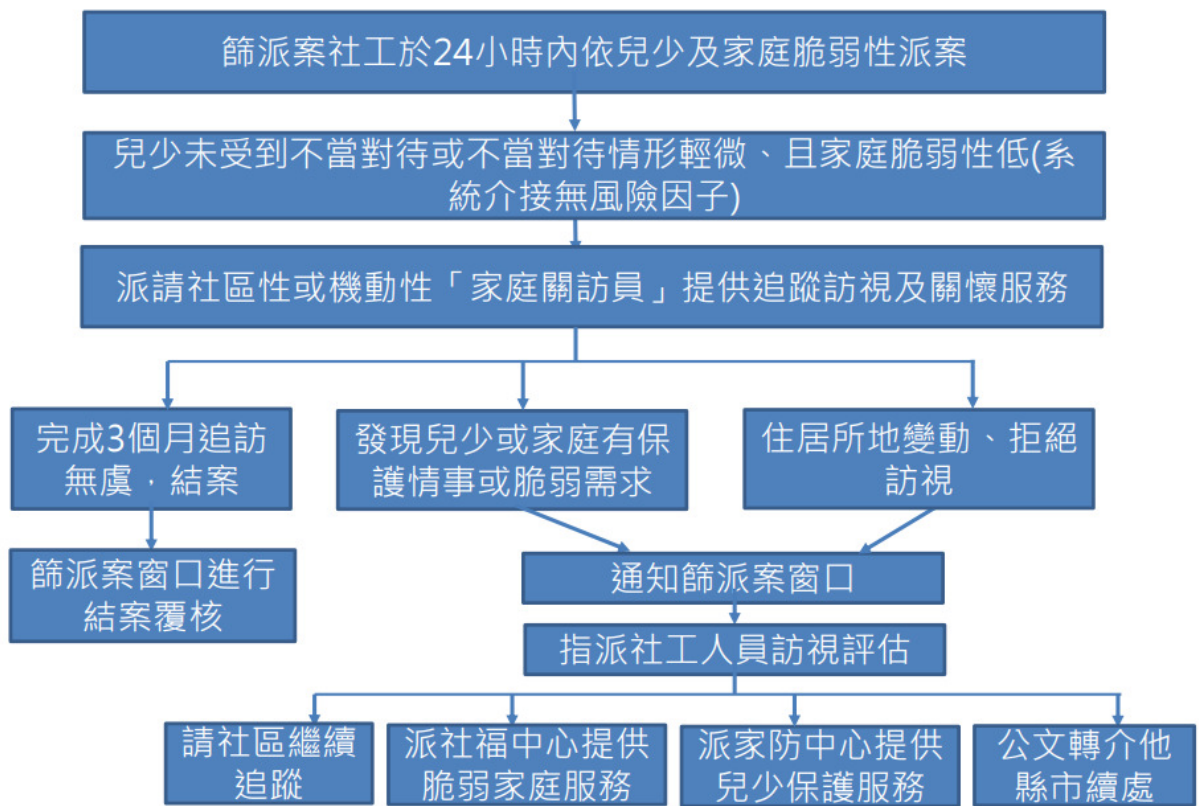 篩派案社工於24小時內依兒少及家庭脆弱性派案
兒少未受到不當對待或不當對待情形輕微、且家庭脆弱性低(系
統介接無風險因子)
派請社區性或機動性「家庭關訪員」提供追蹤訪視及關懷服務
完成3個月追訪
無虞，結案
發現兒少或家庭有保
護情事或脆弱需求
住居所地變動、拒絕
訪視
篩派案窗口進行
結案覆核
通知篩派案窗口
指派社工人員訪視評估
請社區繼續
追蹤
派社福中心提供
脆弱家庭服務
派家防中心提供
兒少保護服務
公文轉介他
縣市續處